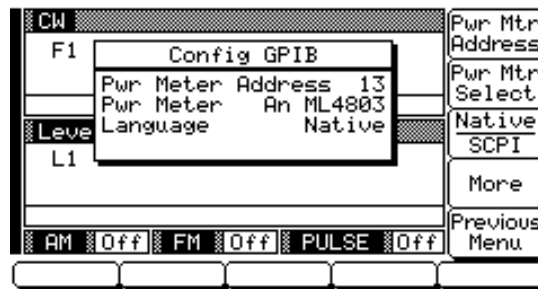 CW
F1
Config GPIB
Pwr Meter Address 13
Pwr Meter An ML4803
Language Native
Leve
L1
AM Off FM Off PULSE Off
Pwr Mtr
Address
Pwr Mtr
Select
Native
SCPI
More
Previous
Menu